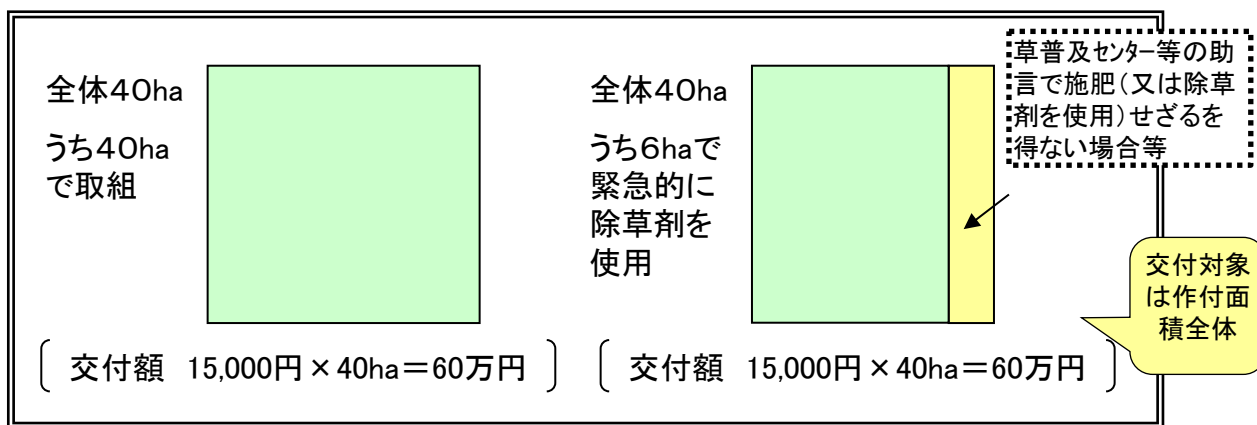 全体40ha
うち40ha
で取組
全体40ha
うち6haで
緊急的に
除草剤を
使用
草普及センター等の助
言で施肥(又は除草
剤を使用)せざるを
得ない場合等
交付対象
は作付面
積全体
交付額 15,000円×40ha=60万円
交付額 15,000円×40ha=60万円